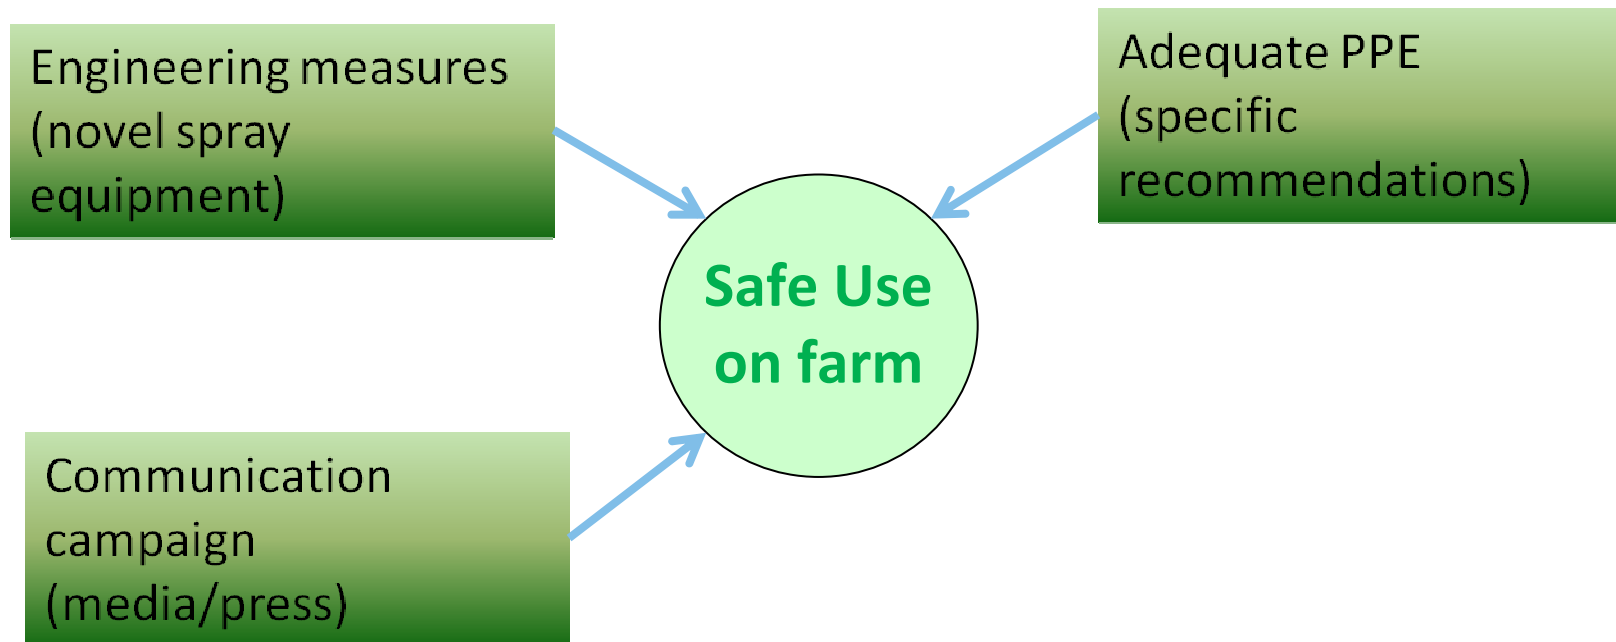 Engineering measures
(novel spray
equipment)
Adequate PPE
(specific
recommendations)
Safe Use
on farm
Communication
campaign
(media/press)